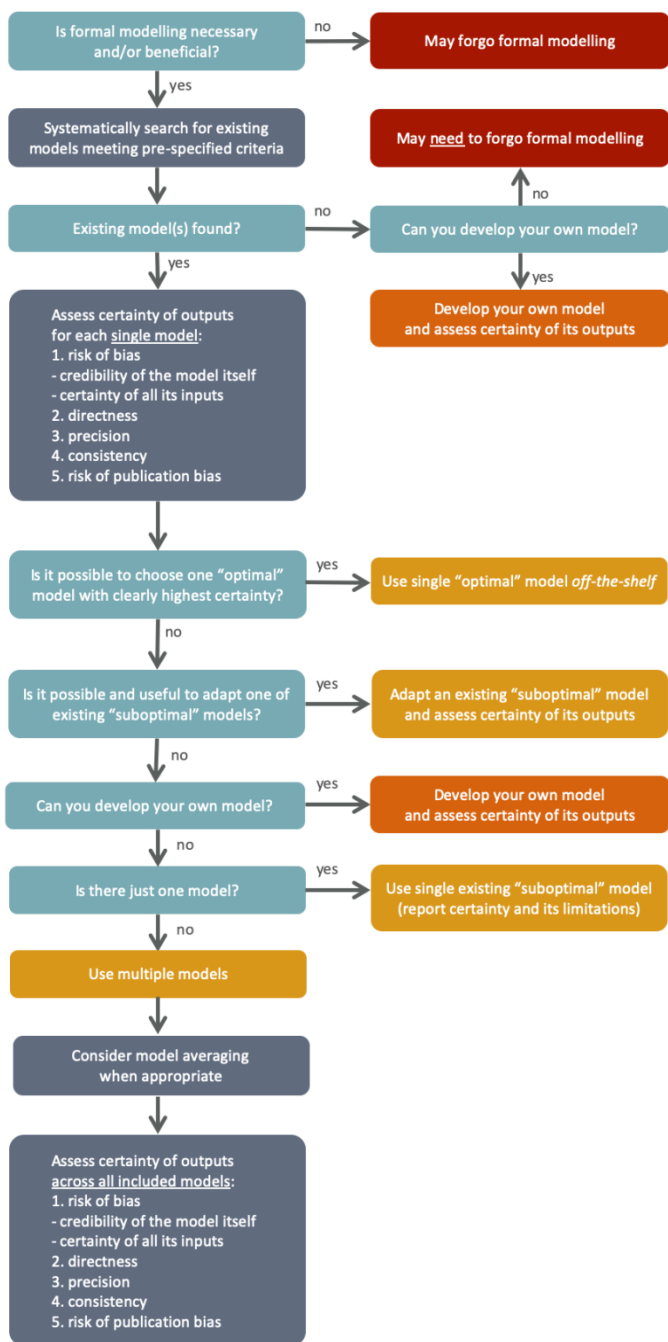 Is formal modelling necessary
and/or beneficial?
no
May forgo formal modelling
yes
Systematically search for existing
models meeting pre-specified criteria
May need to forgo formal modelling
no
Existing model(s) found?
no
Can you develop your own model?
yes
yes
Assess certainty of outputs
for each single model:
1. risk of bias
- credibility of the model itself
- certainty of all its inputs
2. directness
3. precision
4. consistency
5. risk of publication bias
Develop your own model
and assess certainty of its outputs
Is it possible to choose one “optimal”
model with clearly highest certainty?
yes
Use single “optimal” model off-the-shelf
no
Is it possible and useful to adapt one of
existing “suboptimal” models?
yes
Adapt an existing “suboptimal” model
and assess certainty of its outputs
no
Can you develop your own model?
yes
Develop your own model
and assess certainty of its outputs
no
Is there just one model?
yes
Use single existing “suboptimal” model
(report certainty and its limitations)
no
Use multiple models
Consider model averaging
when appropriate
Assess certainty of outputs
across all included models:
1. risk of bias
- credibility of the model itself
- certainty of all its inputs
2. directness
3. precision
4. consistency
5. risk of publication bias